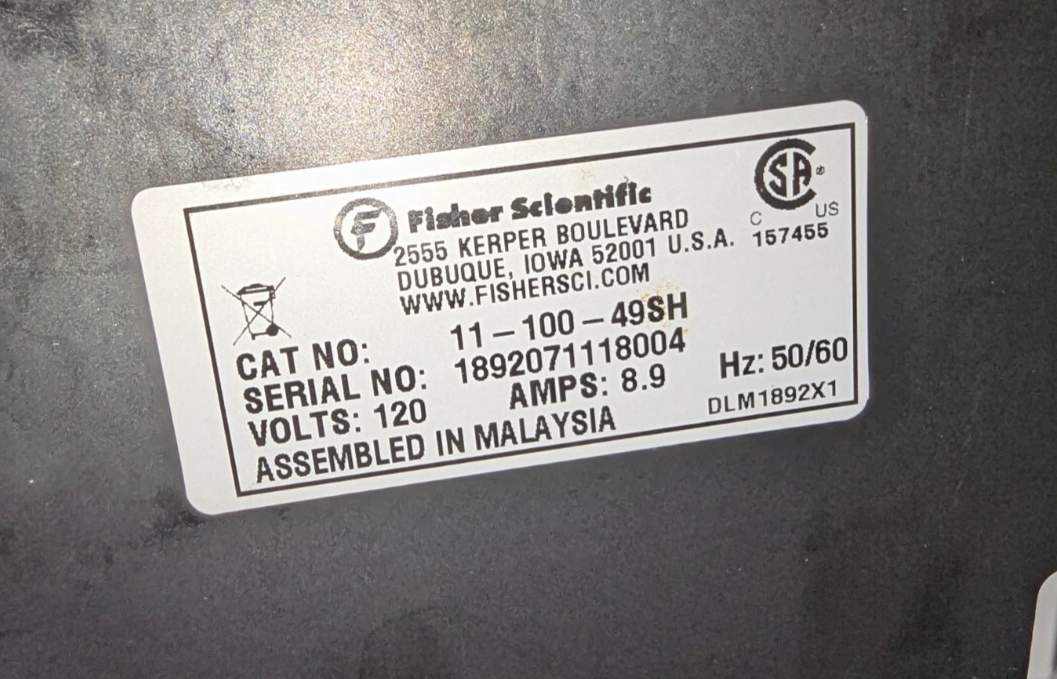 F Fisher Scientific
2555 KERPER BOULEVARD
DUBUQUE, IOWA 52001 U.S.A.
WWW.FISHERSCI.COM
SA ®
C US
157455
CAT NO: 11-100-49SH
SERIAL NO: 1892071118004
VOLTS: 120 AMPS: 8.9 Hz: 50/60
ASSEMBLED IN MALAYSIA DLM1892X1